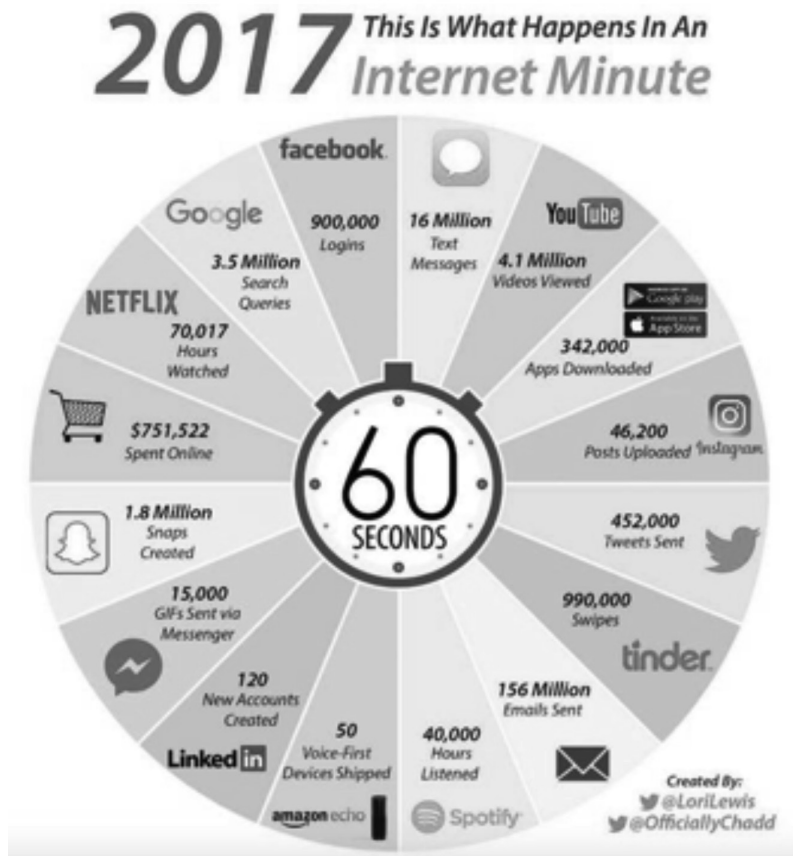 2017 This Is What Happens In An
Internet Minute
facebook
900,000
Logins
16 Million
Text
Messages
YouTube
4.1 Million
Videos Viewed
Google play
App Store
342,000
Apps Downloaded
Instagram
46,200
Posts Uploaded
452,000
Tweets Sent
990,000
Swipes
tinder
156 Million
Emails Sent
40,000
Hours
Listened
Spotify
50
Voice-First
Devices Shipped
amazon echo
120
New Accounts
Created
Linked in
15,000
GIFs Sent via
Messenger
1.8 Million
Snaps
Created
$751,522
Spent Online
NETFLIX
70,017
Hours
Watched
Google
3.5 Million
Search
Queries
60
SECONDS
Created By:
@LoriLewis
@OfficiallyChadd